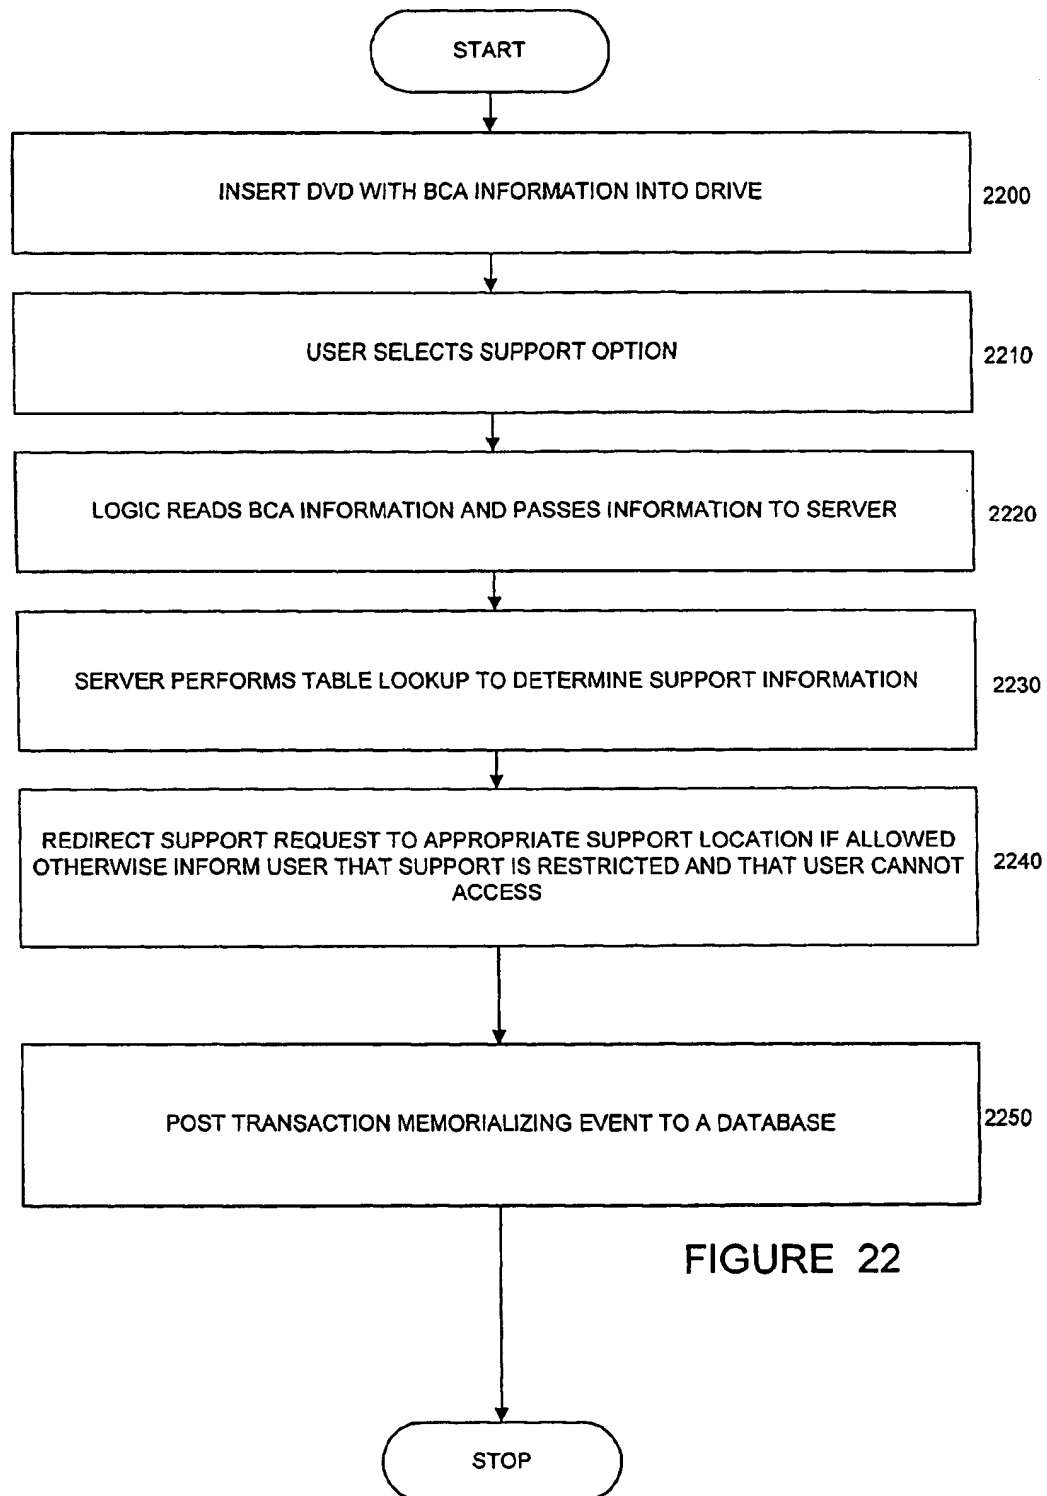 START
INSERT DVD WITH BCA INFORMATION INTO DRIVE
2200
USER SELECTS SUPPORT OPTION
2210
LOGIC READS BCA INFORMATION AND PASSES INFORMATION TO SERVER
2220
SERVER PERFORMS TABLE LOOKUP TO DETERMINE SUPPORT INFORMATION
2230
REDIRECT SUPPORT REQUEST TO APPROPRIATE SUPPORT LOCATION IF ALLOWED
OTHERWISE INFORM USER THAT SUPPORT IS RESTRICTED AND THAT USER CANNOT
ACCESS
2240
POST TRANSACTION MEMORIALIZING EVENT TO A DATABASE
2250
FIGURE 22
STOP